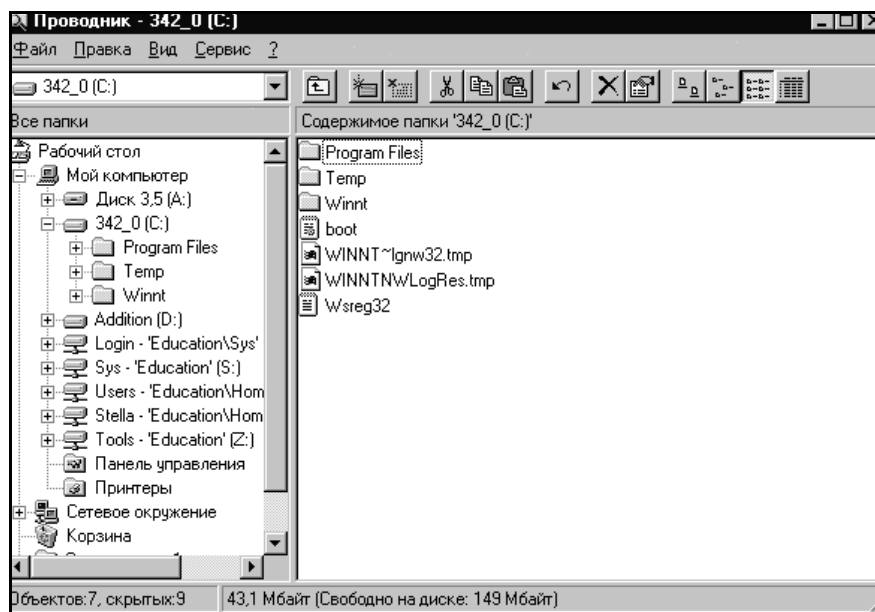 Проводник - 342_0 (C:)
Файл Правка Вид Сервис ?
342_0 (C:)
Все папки
Содержимое папки '342_0 (C:)'
Рабочий стол
Мой компьютер
Диск 3,5 (A:)
342_0 (C:)
Program Files
Temp
Winnt
Addition (D:)
Login - 'Education\Sys'
Sys - 'Education' (S:)
Users - 'Education\Hom
Stella - 'Education\Hom
Tools - 'Education' (Z:)
Панель управления
Принтеры
Сетевое окружение
Корзина
Program Files
Temp
Winnt
boot
WINNT~lgnw32.tmp
WINNTNWLogRes.tmp
Wsreg32
Объектов:7, скрытых:9
43,1 Мбайт (Свободно на диске: 149 Мбайт)